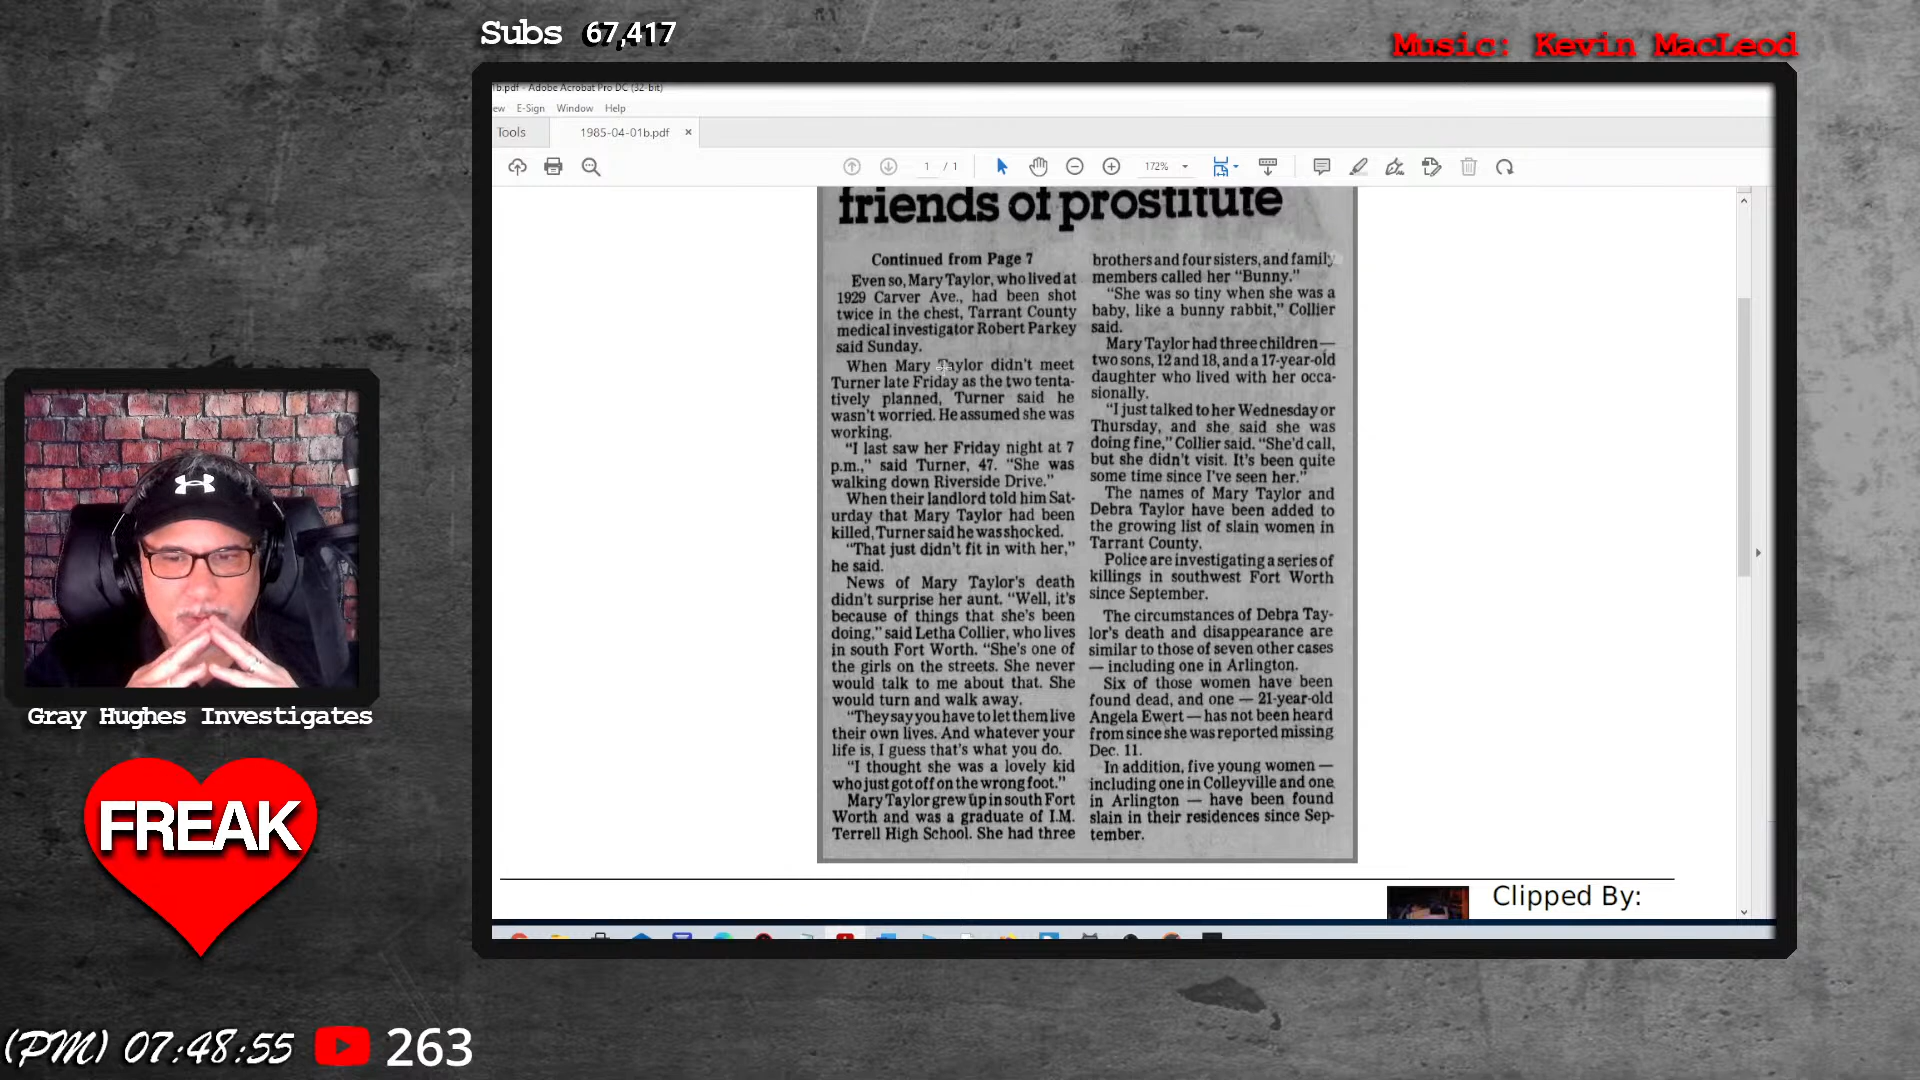 Subs 67,417
Music: Kevin MacLeod
1b.pdf - Adobe Acrobat Pro DC (32-bit)
ew E-Sign Window Help
Tools 1985-04-01b.pdf ×
1 / 1 172%
friends of prostitute
Continued from Page 7
Even so, Mary Taylor, who lived at
1929 Carver Ave., had been shot
twice in the chest, Tarrant County
medical investigator Robert Parkey
said Sunday.
When Mary Taylor didn't meet
Turner late Friday as the two tenta-
tively planned, Turner said he
wasn't worried. He assumed she was
working.
"I last saw her Friday night at 7
p.m.," said Turner, 47. "She was
walking down Riverside Drive."
When their landlord told him Sat-
urday that Mary Taylor had been
killed, Turner said he was shocked.
"That just didn't fit in with her,"
he said.
News of Mary Taylor's death
didn't surprise her aunt. "Well, it's
because of things that she's been
doing," said Letha Collier, who lives
in south Fort Worth. "She's one of
the girls on the streets. She never
would talk to me about that. She
would turn and walk away.
"They say you have to let them live
their own lives. And whatever your
life is, I guess that's what you do.
"I thought she was a lovely kid
who just got off on the wrong foot."
Mary Taylor grew up in south Fort
Worth and was a graduate of I.M.
Terrell High School. She had three
brothers and four sisters, and family
members called her "Bunny."
"She was so tiny when she was a
baby, like a bunny rabbit," Collier
said.
Mary Taylor had three children —
two sons, 12 and 18, and a 17-year-old
daughter who lived with her occa-
sionally.
"I just talked to her Wednesday or
Thursday, and she said she was
doing fine," Collier said. "She'd call,
but she didn't visit. It's been quite
some time since I've seen her."
The names of Mary Taylor and
Debra Taylor have been added to
the growing list of slain women in
Tarrant County.
Police are investigating a series of
killings in southwest Fort Worth
since September.
The circumstances of Debra Tay-
lor's death and disappearance are
similar to those of seven other cases
— including one in Arlington.
Six of those women have been
found dead, and one — 21-year-old
Angela Ewert — has not been heard
from since she was reported missing
Dec. 11.
In addition, five young women —
including one in Colleyville and one
in Arlington — have been found
slain in their residences since Sep-
tember.
Clipped By:
Gray Hughes Investigates
FREAK
(PM) 07:48:55 263